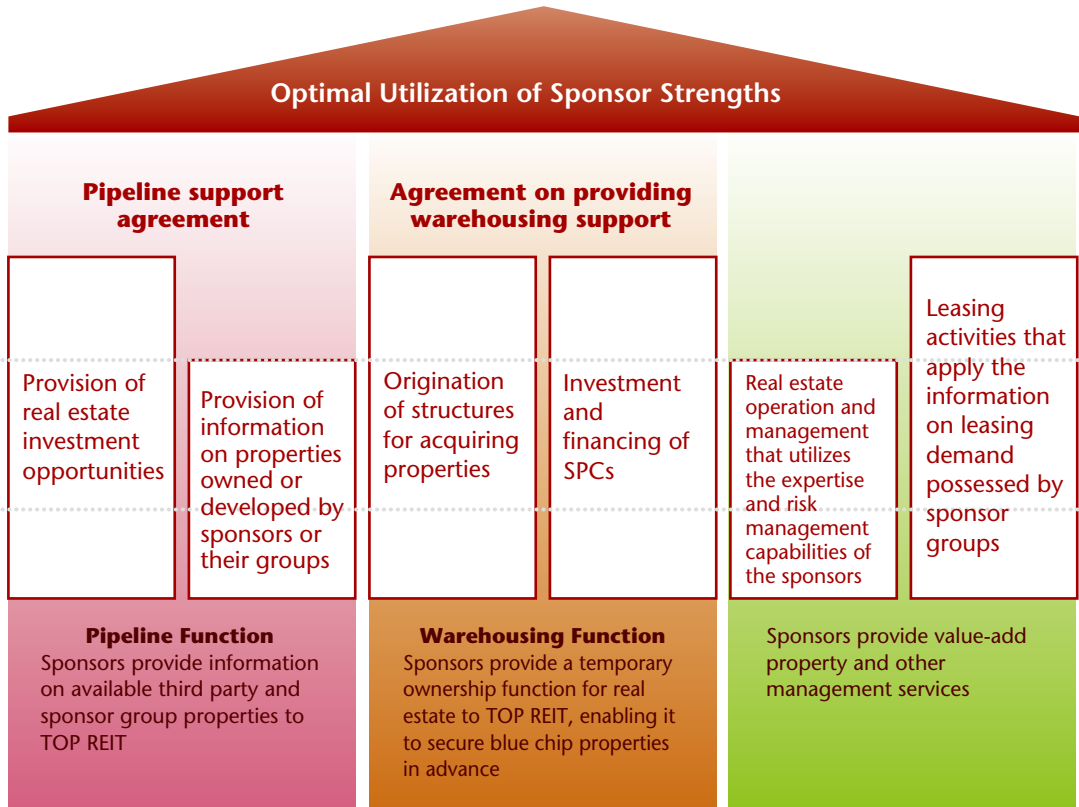 Optimal Utilization of Sponsor Strengths
Pipeline support
agreement
Provision of
real estate
investment
opportunities
Provision of
information
on properties
owned or
developed by
sponsors or
their groups
Pipeline Function
Sponsors provide information
on available third party and
sponsor group properties to
TOP REIT
Agreement on providing
warehousing support
Origination
of structures
for acquiring
properties
Investment
and
financing of
SPCs
Warehousing Function
Sponsors provide a temporary
ownership function for real
estate to TOP REIT, enabling it
to secure blue chip properties
in advance
Real estate
operation and
management
that utilizes
the expertise
and risk
management
capabilities of
the sponsors
Leasing
activities that
apply the
information
on leasing
demand
possessed by
sponsor
groups
Sponsors provide value-add
property and other
management services